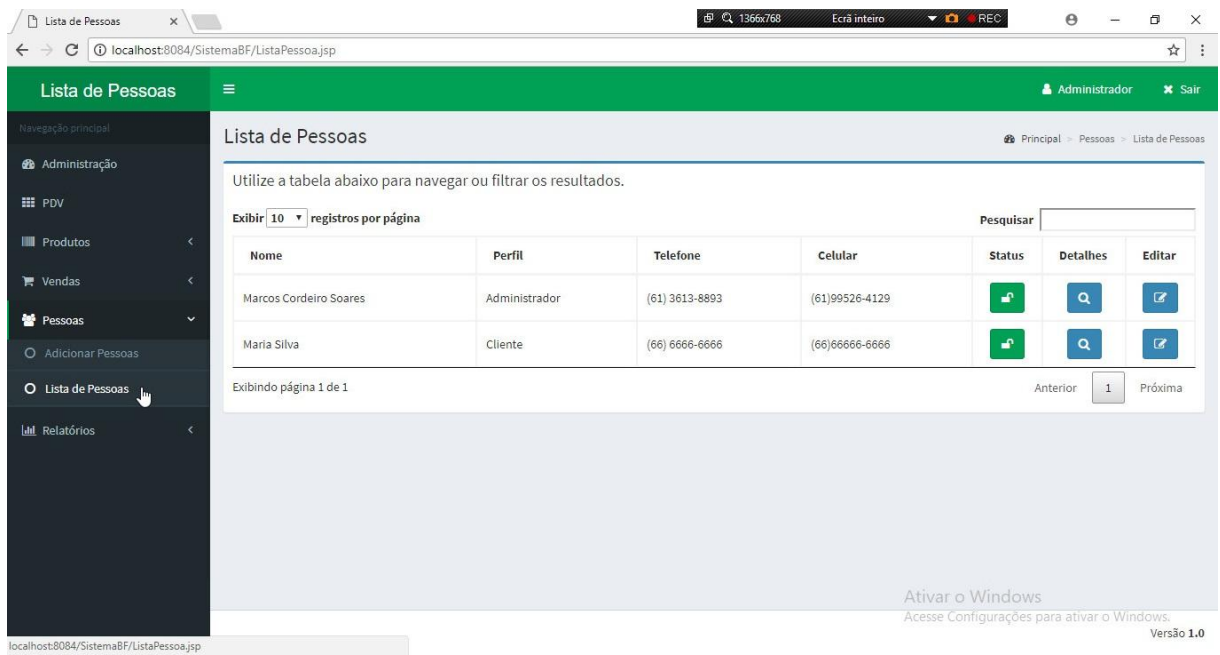 Lista de Pessoas
1366x768 Ecrã inteiro REC
localhost:8084/SistemaBF/ListaPessoa.jsp
Lista de Pessoas
Administrador Sair
Navegação principal
Administração
PDV
Produtos
Vendas
Pessoas
Adicionar Pessoas
Lista de Pessoas
Relatórios
Lista de Pessoas
Principal > Pessoas > Lista de Pessoas
Utilize a tabela abaixo para navegar ou filtrar os resultados.
Exibir 10 registros por página
Pesquisar
Nome Perfil Telefone Celular Status Detalhes Editar
Marcos Cordeiro Soares Administrador (61) 3613-8893 (61)99526-4129
Maria Silva Cliente (66) 6666-6666 (66)66666-6666
Exibindo página 1 de 1
Anterior 1 Próxima
Ativar o Windows
Acesse Configurações para ativar o Windows.
Versão 1.0
localhost:8084/SistemaBF/ListaPessoa.jsp